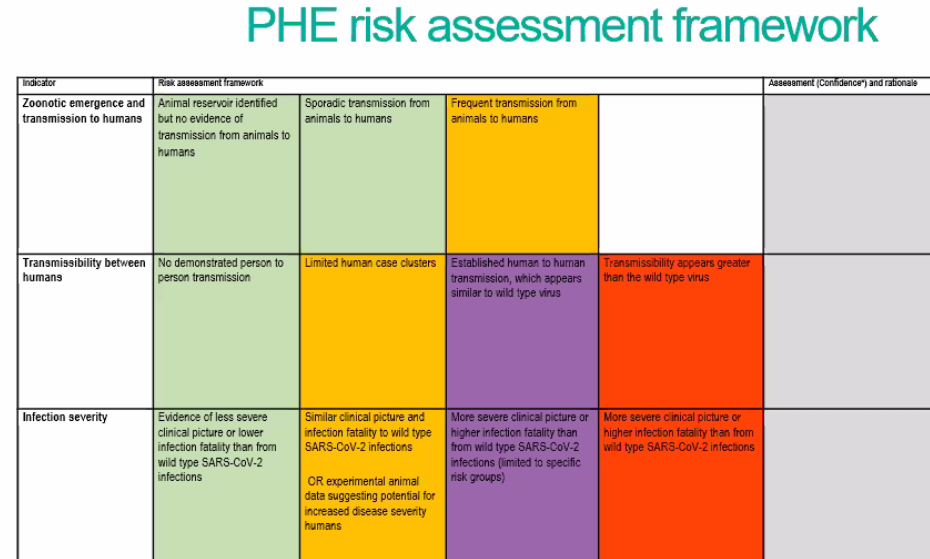 PHE risk assessment framework
Indicator
Risk assessment framework
Assessment (Confidence*) and rationale
Zoonotic emergence and
transmission to humans
Animal reservoir identified
but no evidence of
transmission from animals to
humans
Sporadic transmission from
animals to humans
Frequent transmission from
animals to humans
Transmissibility between
humans
No demonstrated person to
person transmission
Limited human case clusters
Established human to human
transmission, which appears
similar to wild type virus
Transmissibility appears greater
than the wild type virus
Infection severity
Evidence of less severe
clinical picture or lower
infection fatality than from
wild type SARS-CoV-2
infections
Similar clinical picture and
infection fatality to wild type
SARS-CoV-2 infections
OR experimental animal
data suggesting potential for
increased disease severity
humans
More severe clinical picture or
higher infection fatality than
from wild type SARS-CoV-2
infections (limited to specific
risk groups)
More severe clinical picture or
higher infection fatality than from
wild type SARS-CoV-2 infections